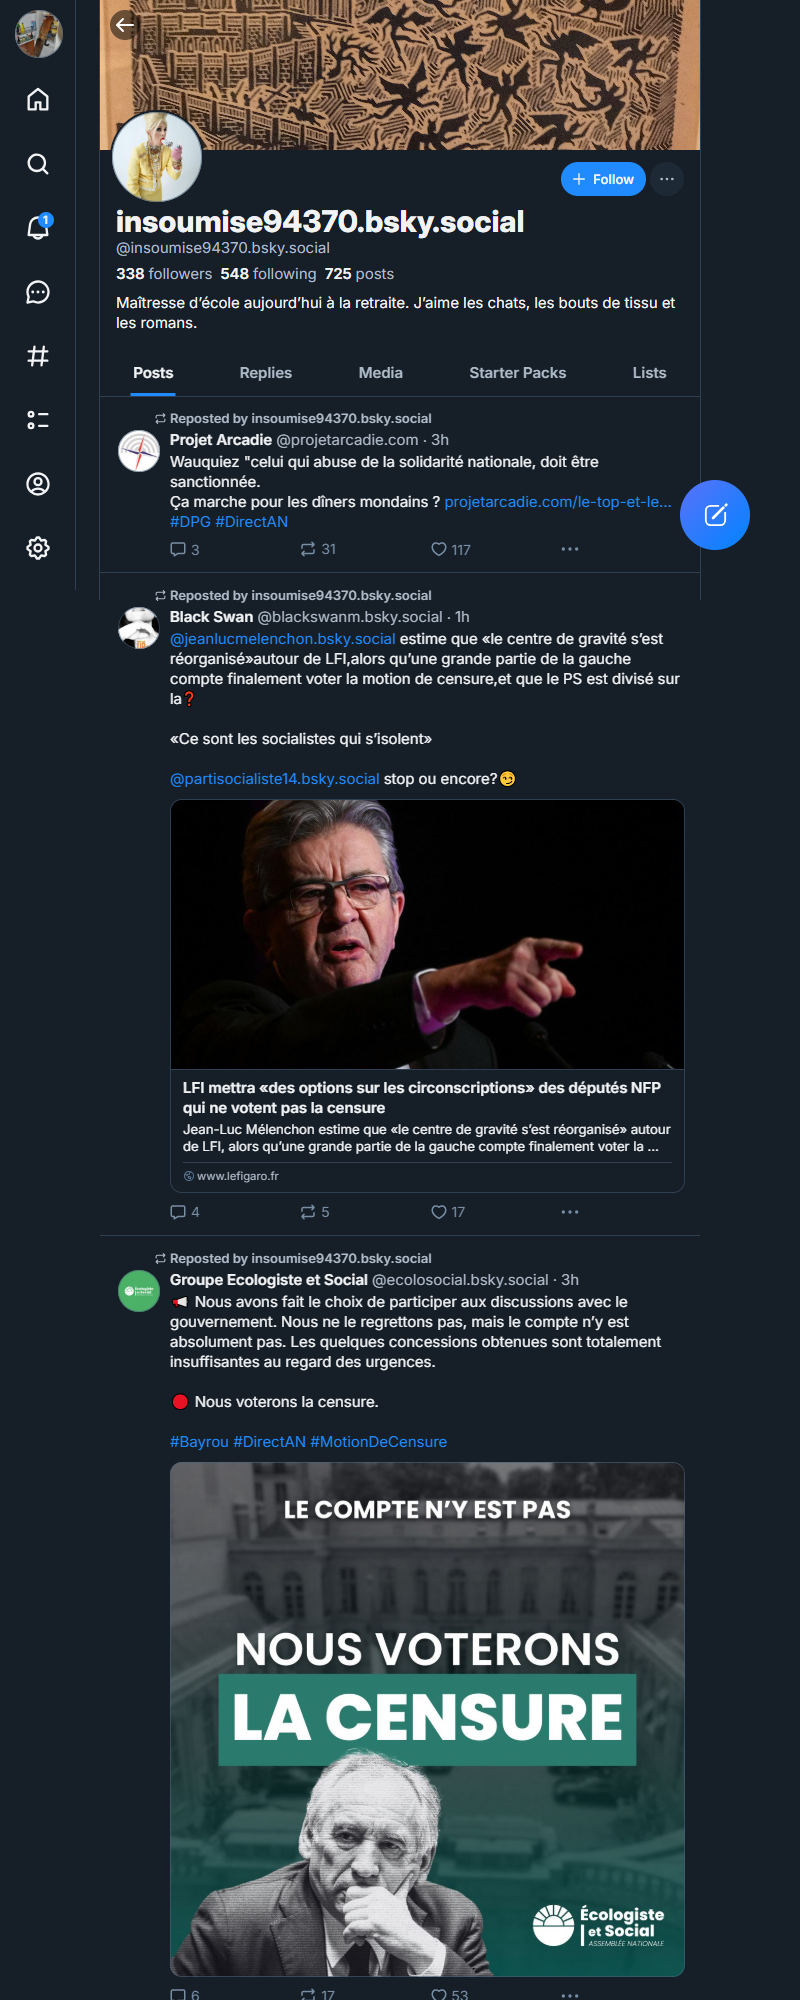 Follow
insoumise94370.bsky.social
@insoumise94370.bsky.social
338 followers 548 following 725 posts
Maîtresse d’école aujourd’hui à la retraite. J’aime les chats, les bouts de tissu et
les romans.
Posts Replies Media Starter Packs Lists
1
Reposted by insoumise94370.bsky.social
Projet Arcadie @projetarcadie.com · 3h
Wauquiez "celui qui abuse de la solidarité nationale, doit être
sanctionnée.
Ça marche pour les dîners mondains ? projetarcadie.com/le-top-et-le...
#DPG #DirectAN
3 31 117
Reposted by insoumise94370.bsky.social
Black Swan @blackswanm.bsky.social · 1h
@jeanlucmelenchon.bsky.social estime que «le centre de gravité s’est
réorganisé»autour de LFI,alors qu’une grande partie de la gauche
compte finalement voter la motion de censure,et que le PS est divisé sur
la❓
«Ce sont les socialistes qui s’isolent»
@partisocialiste14.bsky.social stop ou encore?😏
LFI mettra «des options sur les circonscriptions» des députés NFP
qui ne votent pas la censure
Jean-Luc Mélenchon estime que «le centre de gravité s’est réorganisé» autour
de LFI, alors qu’une grande partie de la gauche compte finalement voter la ...
www.lefigaro.fr
4 5 17
Reposted by insoumise94370.bsky.social
Groupe Ecologiste et Social @ecolosocial.bsky.social · 3h
📢 Nous avons fait le choix de participer aux discussions avec le
gouvernement. Nous ne le regrettons pas, mais le compte n’y est
absolument pas. Les quelques concessions obtenues sont totalement
insuffisantes au regard des urgences.
🔴 Nous voterons la censure.
#Bayrou #DirectAN #MotionDeCensure
LE COMPTE N’Y EST PAS
NOUS VOTERONS
LA CENSURE
Écologiste
et Social
ASSEMBLÉE NATIONALE
6 17 53